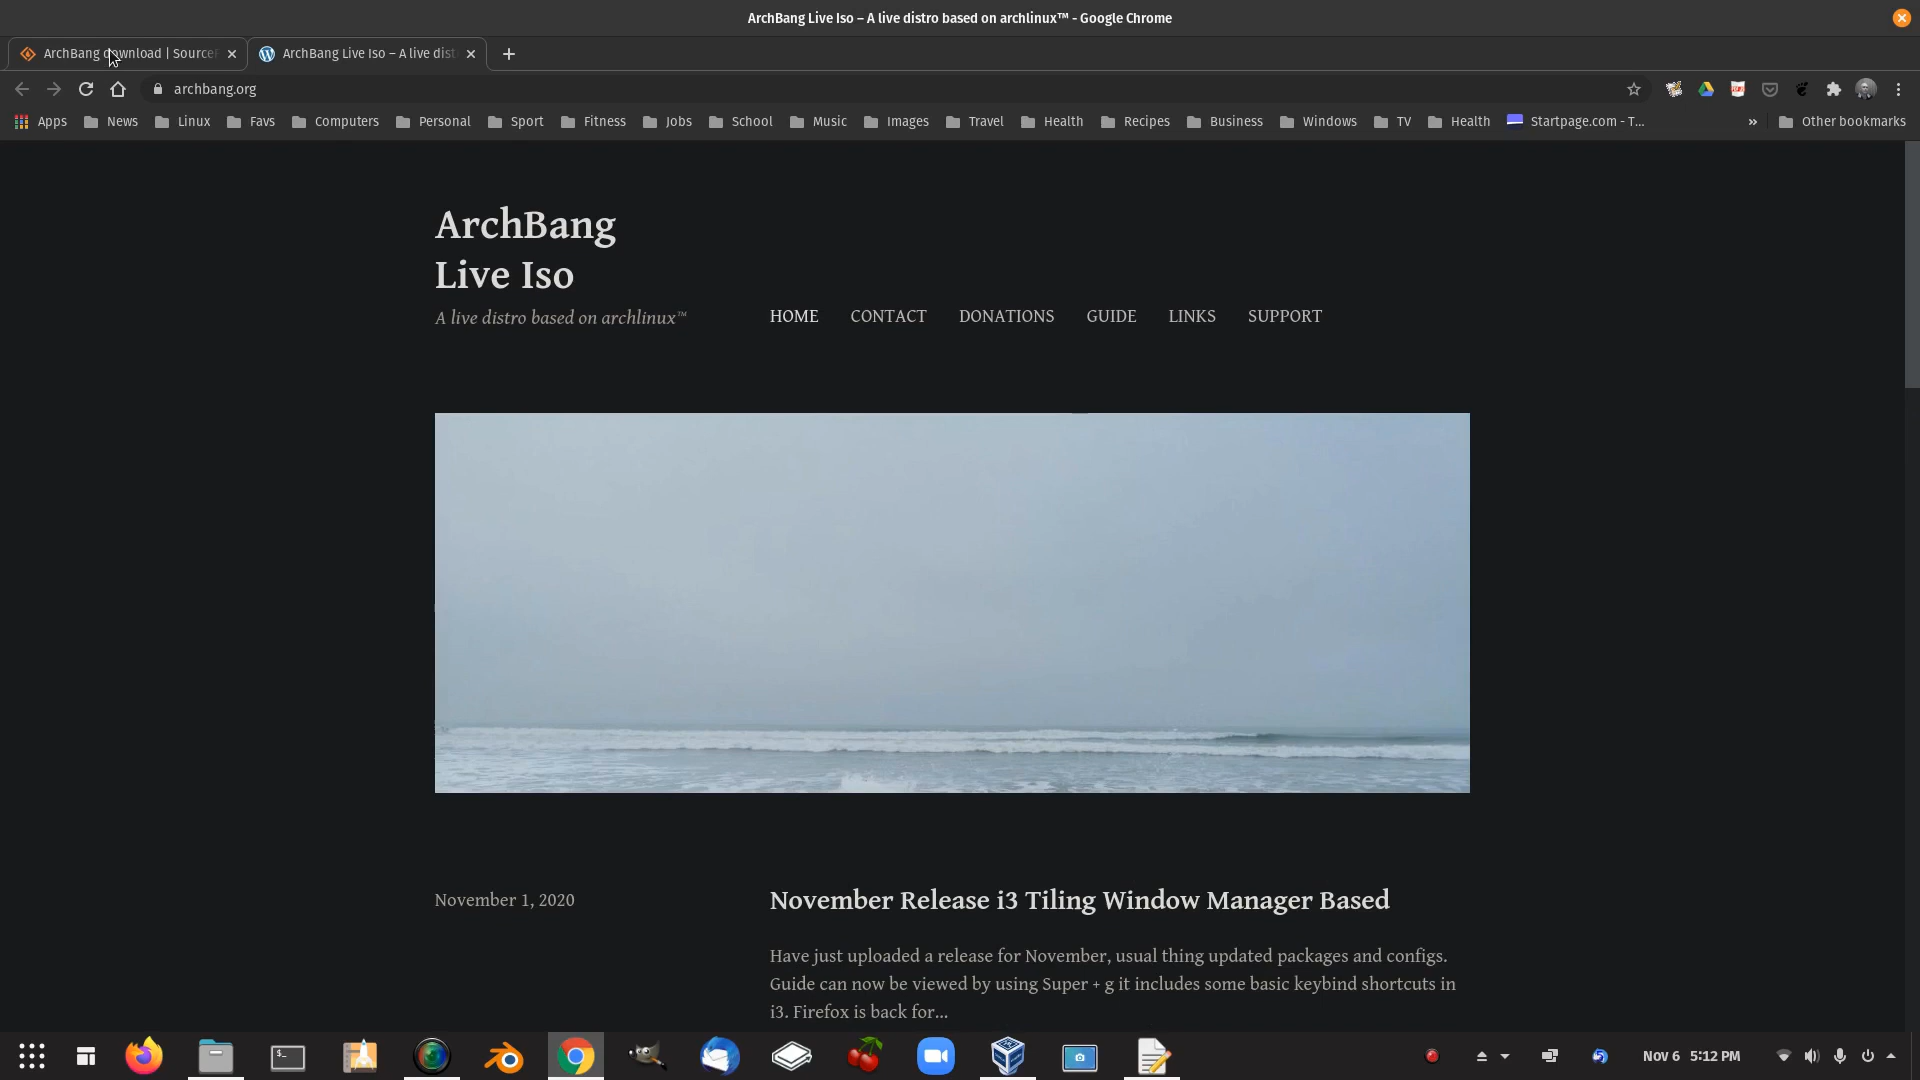 ArchBang Live Iso – A live distro based on archlinux™ - Google Chrome
ArchBang download | SourceF
ArchBang Live Iso – A live dist
archbang.org
Apps News Linux Favs Computers Personal Sport Fitness Jobs School Music Images Travel Health Recipes Business Windows TV Health Startpage.com - T... » Other bookmarks
ArchBang
Live Iso
A live distro based on archlinux™
HOME CONTACT DONATIONS GUIDE LINKS SUPPORT
November 1, 2020
November Release i3 Tiling Window Manager Based
Have just uploaded a release for November, usual thing updated packages and configs.
Guide can now be viewed by using Super + g it includes some basic keybind shortcuts in
i3. Firefox is back for...
Nov 6 5:12 PM